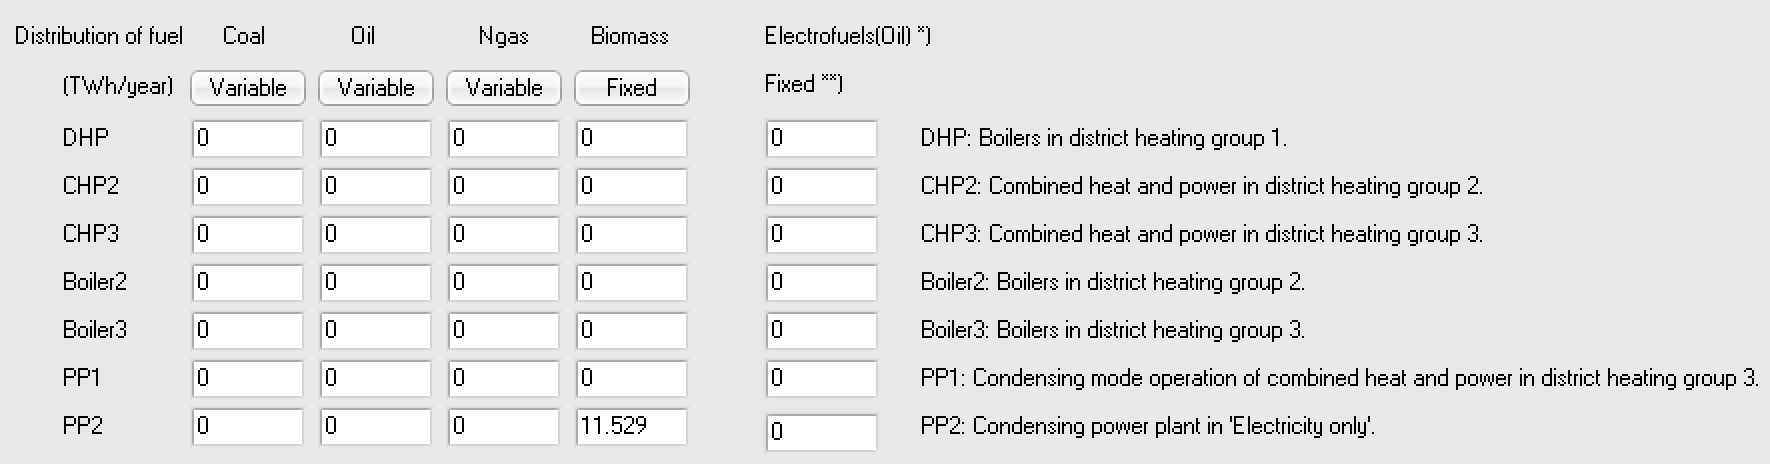 Distribution of fuel Coal Oil Ngas Biomass Electrofuels(Oil) *)
(TWh/year) Variable Variable Variable Fixed Fixed **)
DHP 0 0 0 0 0 DHP: Boilers in district heating group 1.
CHP2 0 0 0 0 0 CHP2: Combined heat and power in district heating group 2.
CHP3 0 0 0 0 0 CHP3: Combined heat and power in district heating group 3.
Boiler2 0 0 0 0 0 Boiler2: Boilers in district heating group 2.
Boiler3 0 0 0 0 0 Boiler3: Boilers in district heating group 3.
PP1 0 0 0 0 0 PP1: Condensing mode operation of combined heat and power in district heating group 3.
PP2 0 0 0 11.529 0 PP2: Condensing power plant in 'Electricity only'.